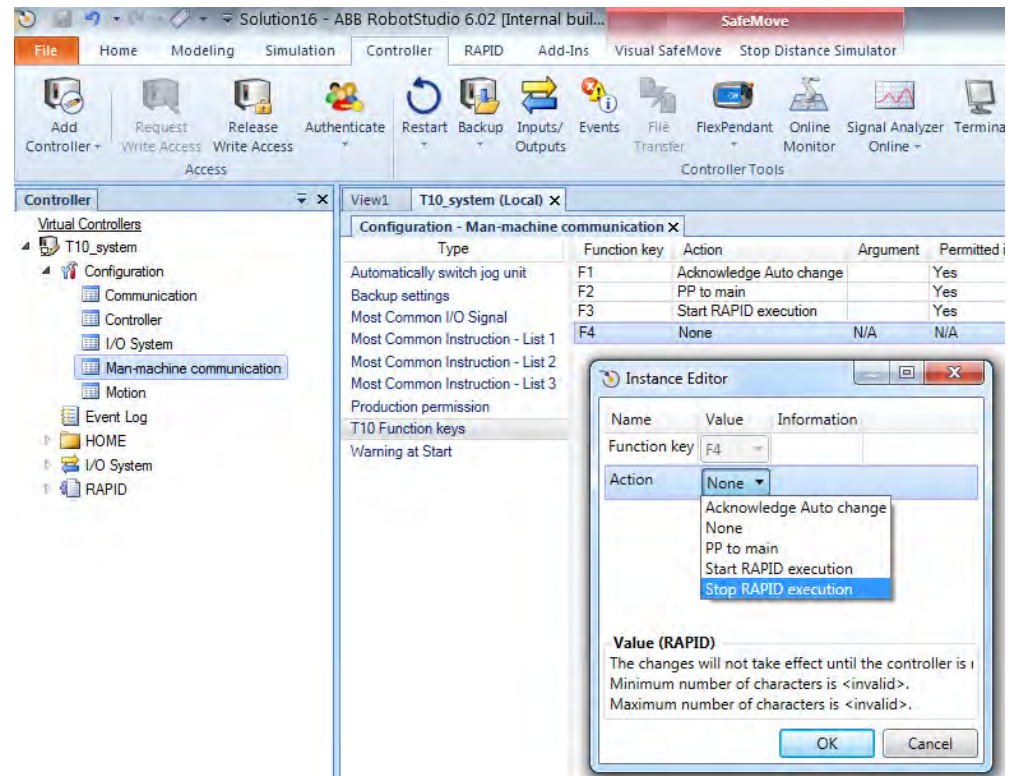 Solution16 - ABB RobotStudio 6.02 [Internal buil...
SafeMove
File Home Modeling Simulation Controller RAPID Add-Ins Visual SafeMove Stop Distance Simulator
Add Controller
Request Write Access
Release Write Access
Authenticate
Restart
Backup
Inputs/ Outputs
Events
File Transfer
FlexPendant
Online Monitor
Signal Analyzer Online
Termina
Access
Controller Tools
Controller
Virtual Controllers
T10_system
Configuration
Communication
Controller
I/O System
Man-machine communication
Motion
Event Log
HOME
I/O System
RAPID
View1 T10_system (Local)
Configuration - Man-machine communication
Type
Automatically switch jog unit
Backup settings
Most Common I/O Signal
Most Common Instruction - List 1
Most Common Instruction - List 2
Most Common Instruction - List 3
Production permission
T10 Function keys
Warning at Start
Function key Action Argument Permitted i
F1 Acknowledge Auto change Yes
F2 PP to main Yes
F3 Start RAPID execution Yes
F4 None N/A N/A
Instance Editor
Name Value Information
Function key F4
Action None
Acknowledge Auto change
None
PP to main
Start RAPID execution
Stop RAPID execution
Value (RAPID)
The changes will not take effect until the controller is
Minimum number of characters is <invalid>.
Maximum number of characters is <invalid>.
OK Cancel